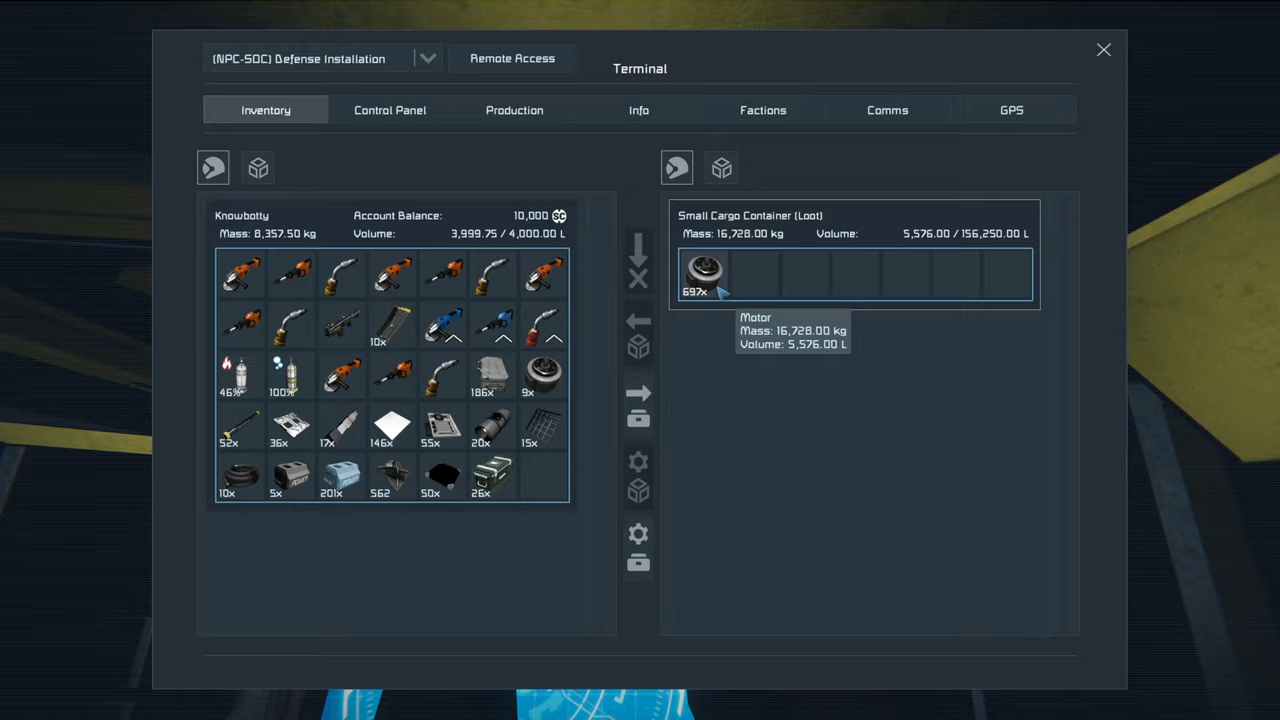 (NPC-SOC) Defense Installation
Remote Access
Terminal
Inventory
Control Panel
Production
Info
Factions
Comms
GPS
Knowbotty
Account Balance:
10,000 SC
Mass: 8,357.50 kg
Volume:
3,999.75 / 4,000.00 L
10x
46%
100%
186x
9x
52x
36x
17x
146x
55x
20x
15x
10x
5x
201x
562
50x
26x
Small Cargo Container (Loot)
Mass: 16,728.00 kg
Volume:
5,576.00 / 156,250.00 L
697x
Motor
Mass: 16,728.00 kg
Volume: 5,576.00 L